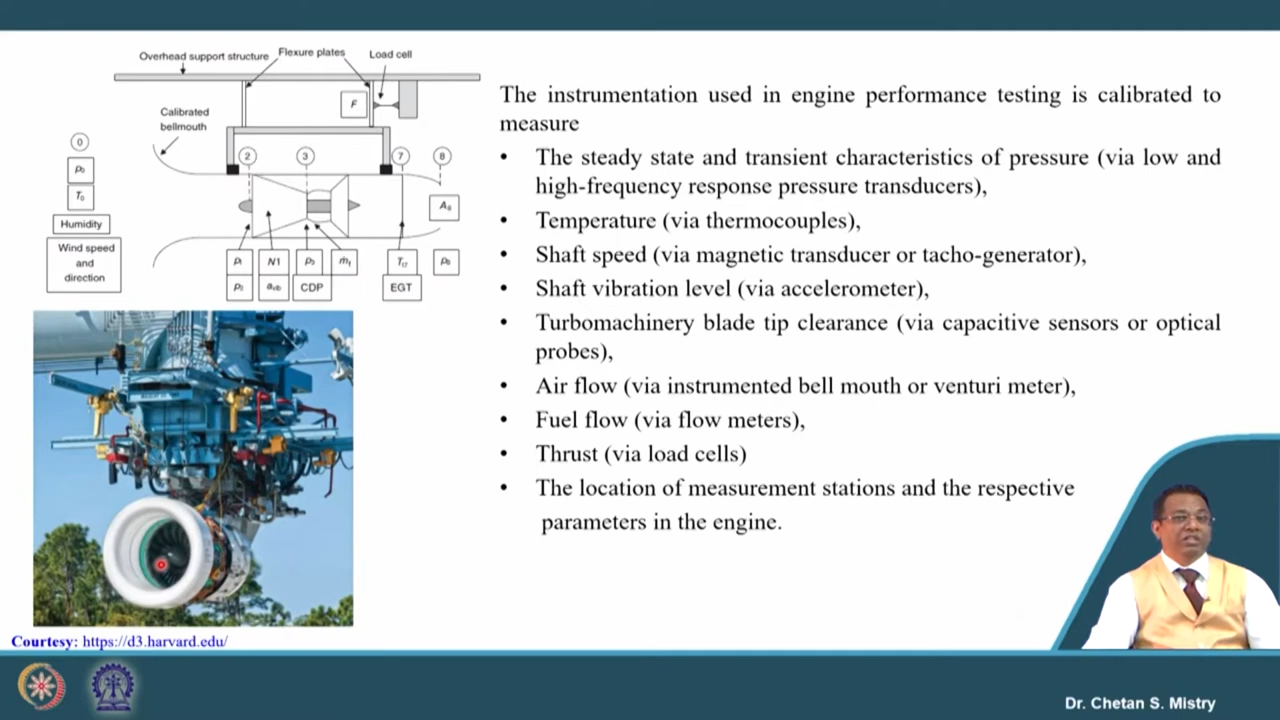 Overhead support structure
Flexure plates
Load cell
F
Calibrated
bellmouth
0
2
3
7
8
p₀
T₀
Humidity
Wind speed
and
direction
A₈
N1
p₃
ṁf
p₈
CDP
EGT
The instrumentation used in engine performance testing is calibrated to
measure
• The steady state and transient characteristics of pressure (via low and
high-frequency response pressure transducers),
• Temperature (via thermocouples),
• Shaft speed (via magnetic transducer or tacho-generator),
• Shaft vibration level (via accelerometer),
• Turbomachinery blade tip clearance (via capacitive sensors or optical
probes),
• Air flow (via instrumented bell mouth or venturi meter),
• Fuel flow (via flow meters),
• Thrust (via load cells)
• The location of measurement stations and the respective
parameters in the engine.
Courtesy: https://d3.harvard.edu/
Dr. Chetan S. Mistry